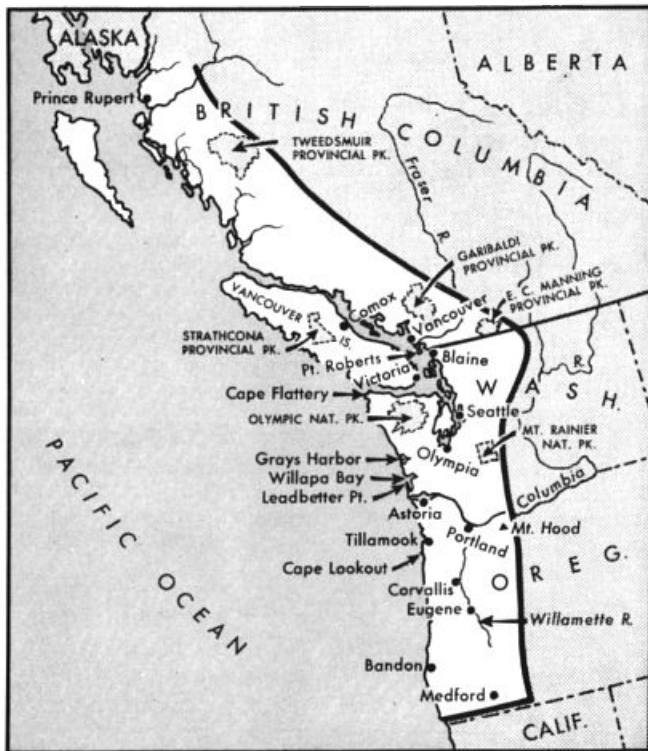 ALASKA
ALBERTA
Prince Rupert
BRITISH
COLUMBIA
TWEEDSMUIR
PROVINCIAL PK.
Fraser R.
GARIBALDI
PROVINCIAL PK.
E. C. MANNING
PROVINCIAL PK.
VANCOUVER
IS.
Comox
Vancouver
STRATHCONA
PROVINCIAL PK.
Pt. Roberts
Blaine
Victoria
R.
WASH.
Cape Flattery
OLYMPIC NAT. PK.
Seattle
MT. RAINIER
NAT. PK.
Grays Harbor
Olympia
Willapa Bay
Leadbetter Pt.
Columbia
Astoria
Portland
Mt. Hood
Tillamook
OREG.
Cape Lookout
Corvallis
Eugene
Willamette R.
PACIFIC OCEAN
Bandon
Medford
CALIF.